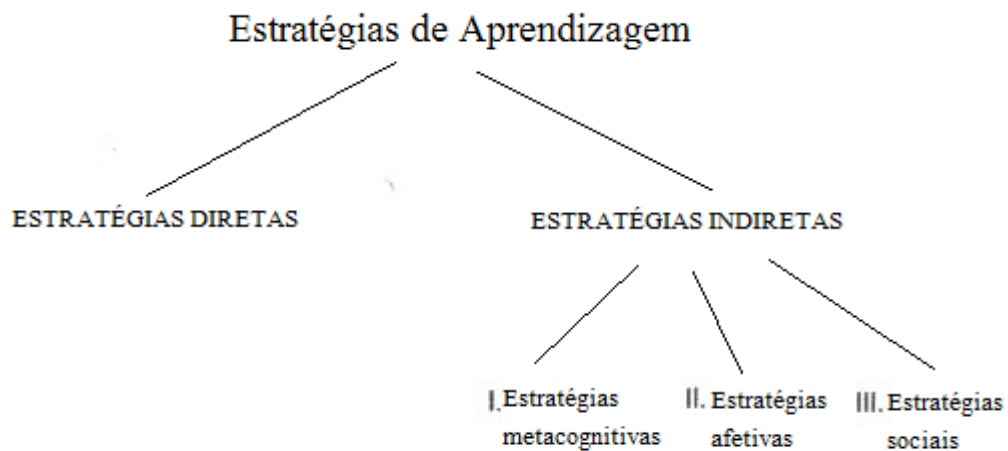 Estratégias de Aprendizagem
ESTRATÉGIAS DIRETAS
ESTRATÉGIAS INDIRETAS
I. Estratégias metacognitivas
II. Estratégias afetivas
III. Estratégias sociais